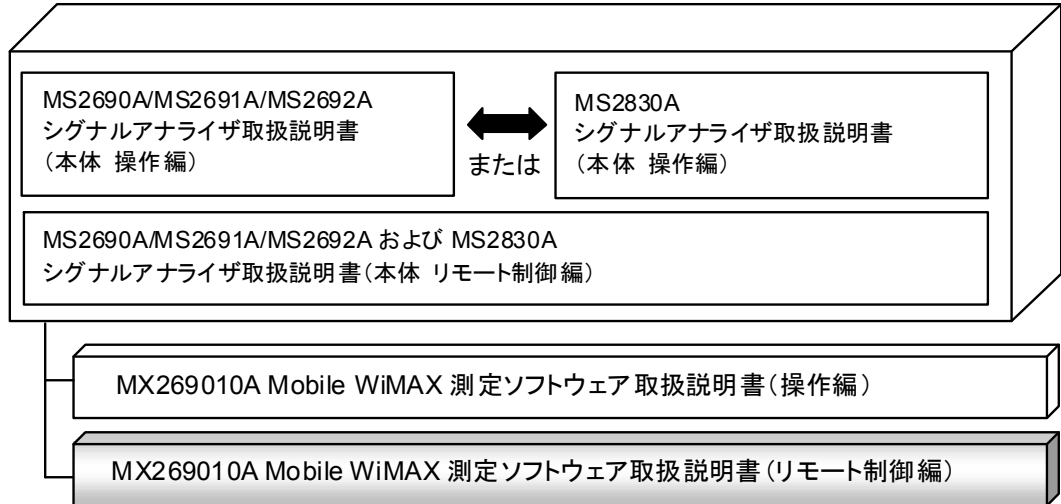 MS2690A/MS2691A/MS2692A
シグナルアナライザ取扱説明書
（本体 操作編）
または
MS2830A
シグナルアナライザ取扱説明書
（本体 操作編）
MS2690A/MS2691A/MS2692A および MS2830A
シグナルアナライザ取扱説明書（本体 リモート制御編）
MX269010A Mobile WiMAX 測定ソフトウェア取扱説明書（操作編）
MX269010A Mobile WiMAX 測定ソフトウェア取扱説明書（リモート制御編）